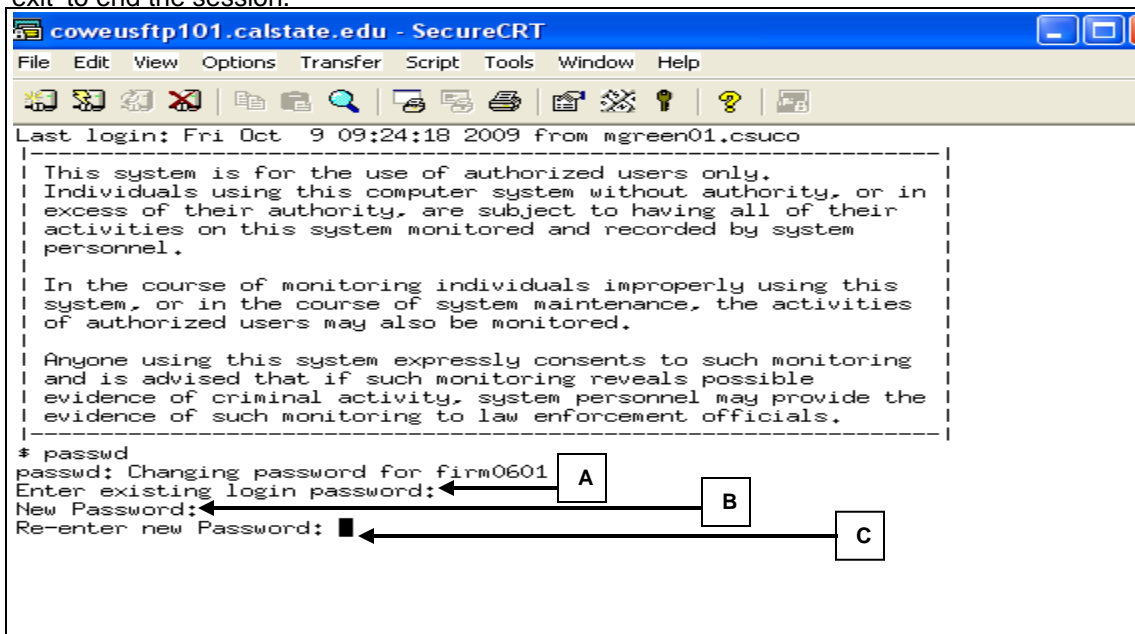 exit' to end the session.
coweusftp101.calstate.edu - SecureCRT
File Edit View Options Transfer Script Tools Window Help
Last login: Fri Oct 9 09:24:18 2009 from mgreen01.csuco
This system is for the use of authorized users only.
Individuals using this computer system without authority, or in
excess of their authority, are subject to having all of their
activities on this system monitored and recorded by system
personnel.
In the course of monitoring individuals improperly using this
system, or in the course of system maintenance, the activities
of authorized users may also be monitored.
Anyone using this system expressly consents to such monitoring
and is advised that if such monitoring reveals possible
evidence of criminal activity, system personnel may provide the
evidence of such monitoring to law enforcement officials.
$ passwd
passwd: Changing password for firm0601
Enter existing login password:
A
New Password:
B
Re-enter new Password:
C